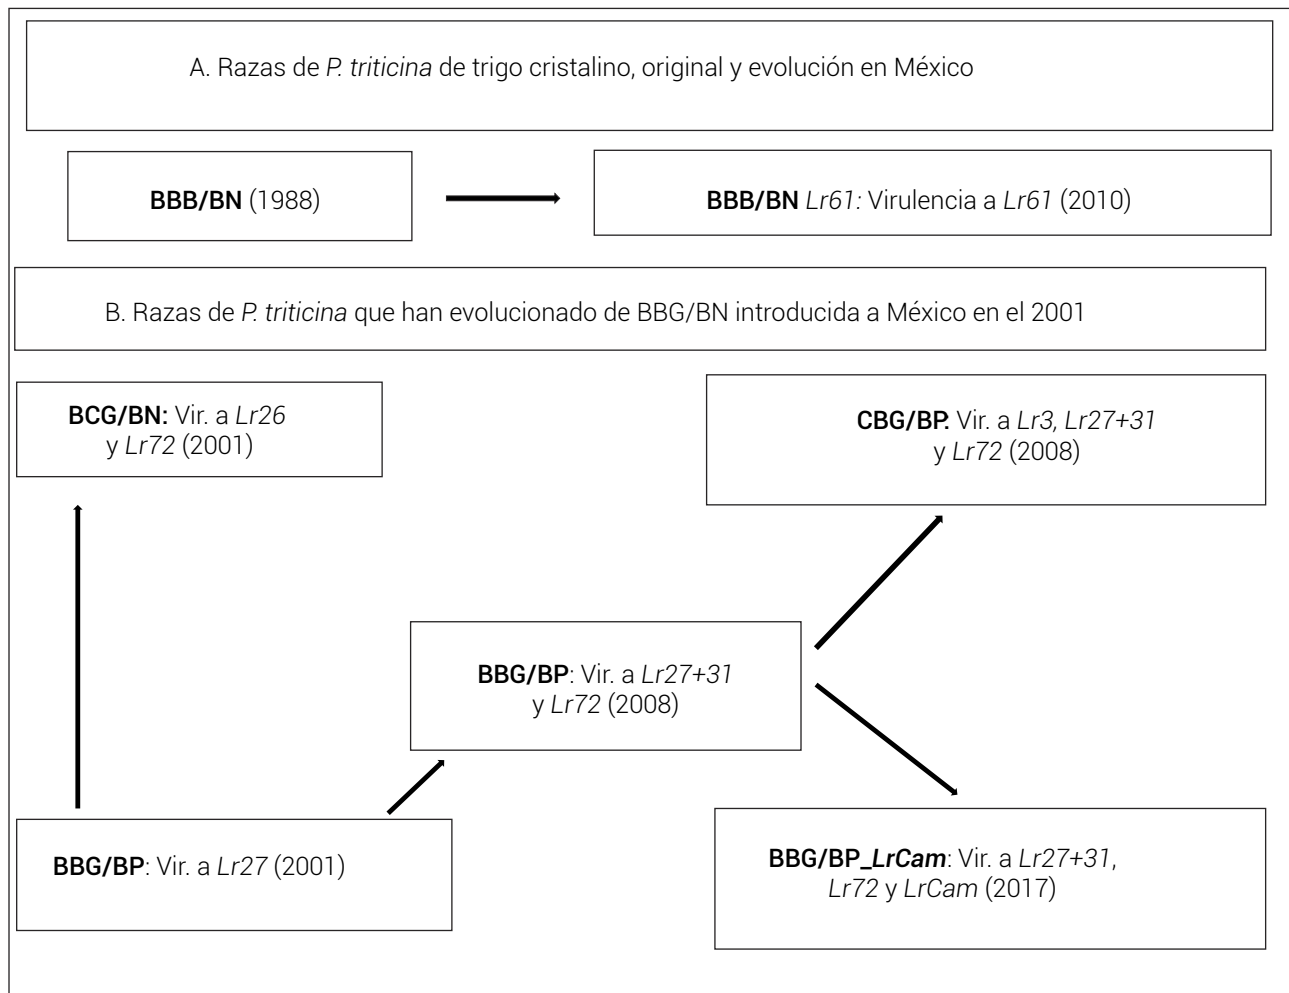 A. Razas de P. triticina de trigo cristalino, original y evolución en México
BBB/BN (1988)
BBB/BN Lr61: Virulencia a Lr61 (2010)
B. Razas de P. triticina que han evolucionado de BBG/BN introducida a México en el 2001
BCG/BN: Vir. a Lr26
y Lr72 (2001)
CBG/BP: Vir. a Lr3, Lr27+31
y Lr72 (2008)
BBG/BP: Vir. a Lr27+31
y Lr72 (2008)
BBG/BP: Vir. a Lr27 (2001)
BBG/BP_LrCam: Vir. a Lr27+31,
Lr72 y LrCam (2017)